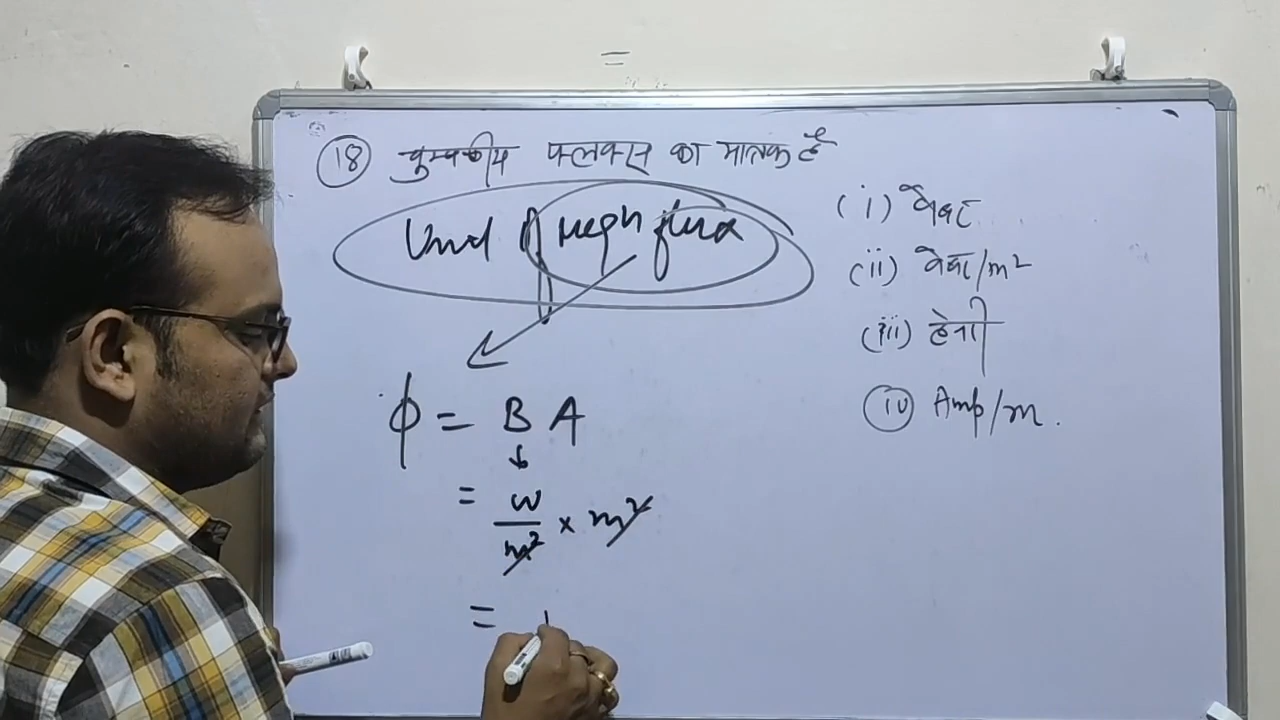 18 चुम्बकीय फ्लक्स का मात्रक है
Unit of magn flux
(i) वेबर
(ii) वेबर/m²
(iii) हेनरी
(iv) Amp/m.
ϕ = B A
= w/m² × m²
=